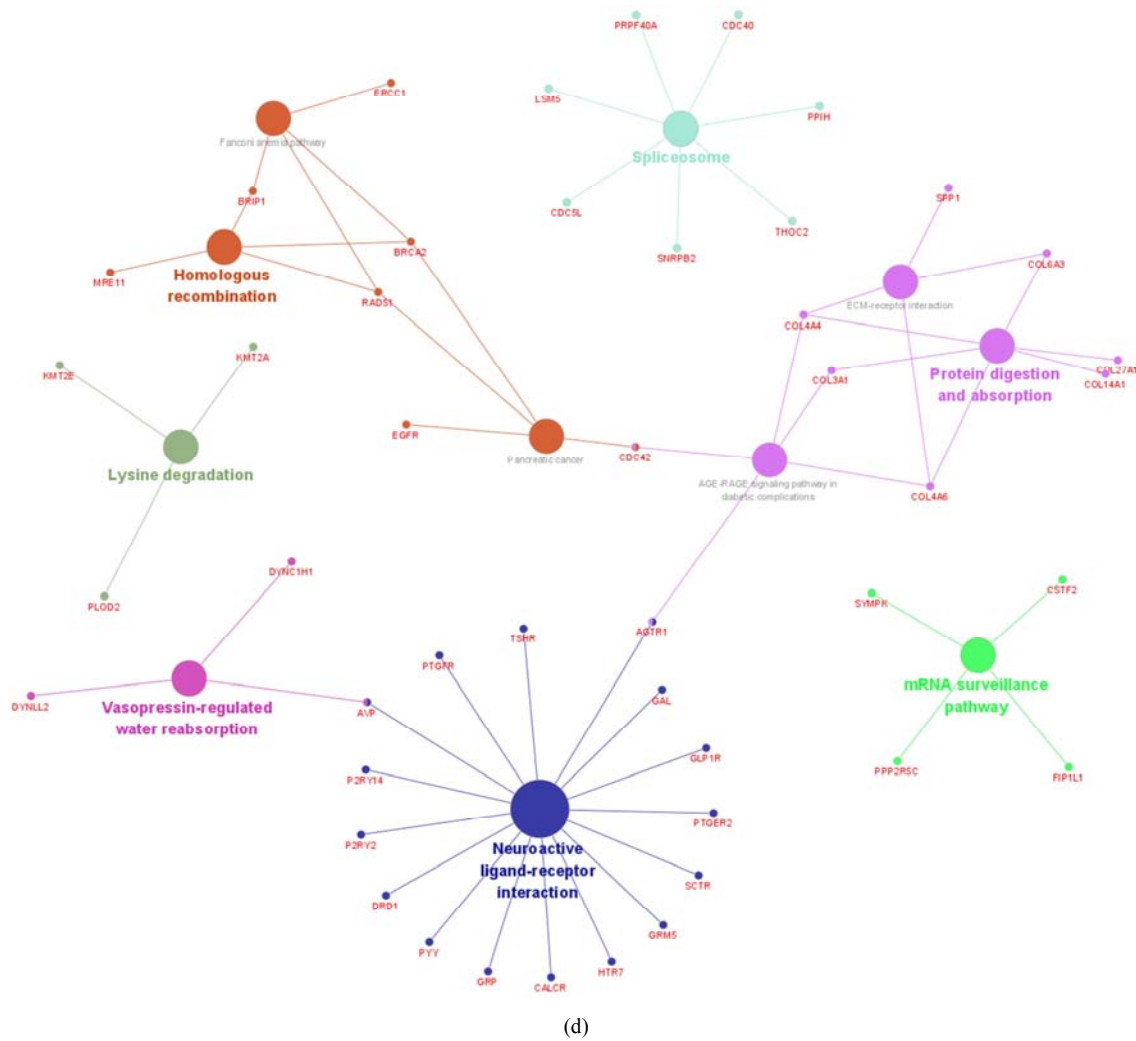 PRPF40A
CDC40
ERCC1
LSM5
PPIH
Fanconi anemia pathway
Spliceosome
BRIP1
SPP1
CDC5L
THOC2
BRCA2
SNRPB2
COL6A3
Homologous
recombination
MRE11
RAD51
ECM-receptor interaction
COL4A4
KMT2A
KMT2E
COL3A1
Protein digestion
and absorption
COL27A1
COL14A1
EGFR
Pancreatic cancer
CDC42
Lysine degradation
AGE-RAGE signaling pathway in
diabetic complications
COL4A6
DYNC1H1
PLOD2
SYMPK
CSTF2
TSHR
AGTR1
PTGFR
mRNA surveillance
pathway
DYNLL2
Vasopressin-regulated
water reabsorption
AVP
GAL
GLP1R
P2RY14
PPP2R5C
FIP1L1
PTGER2
P2RY2
Neuroactive
ligand-receptor
interaction
SCTR
DRD1
GRM5
PYY
HTR7
GRP
CALCR
(d)